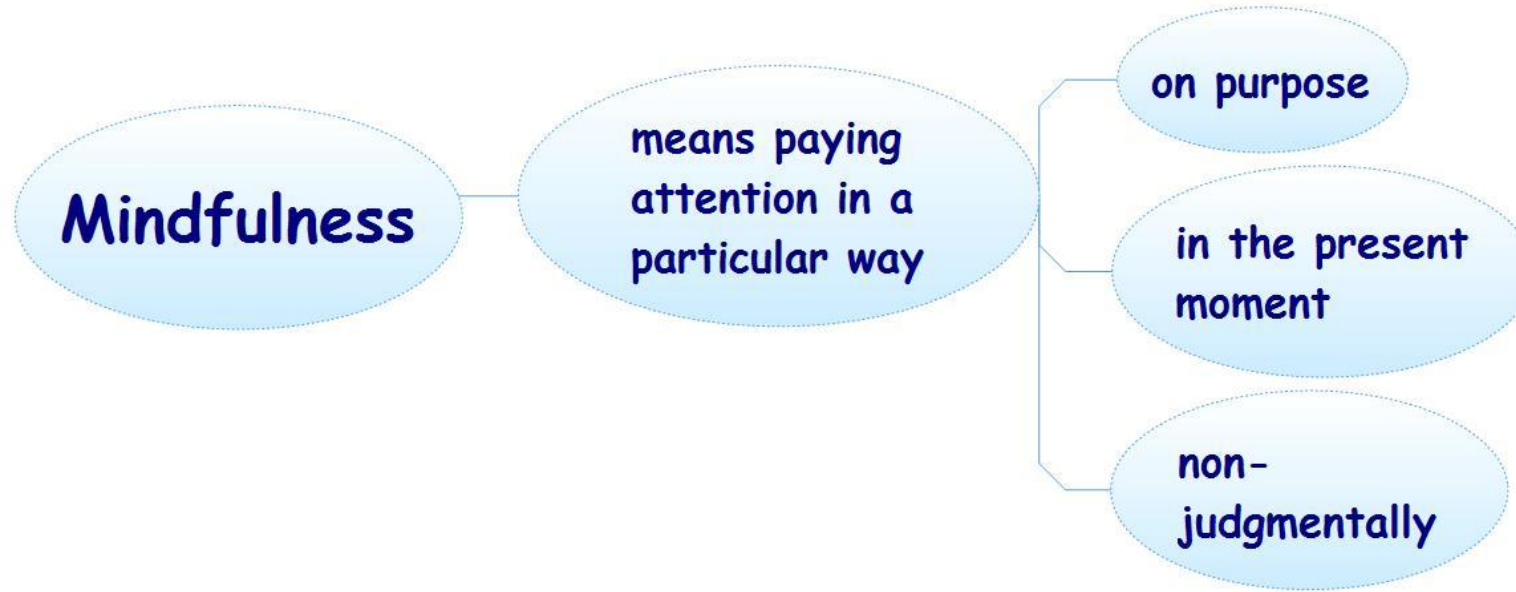 Mindfulness
means paying
attention in a
particular way
on purpose
in the present
moment
non-
judgmentally